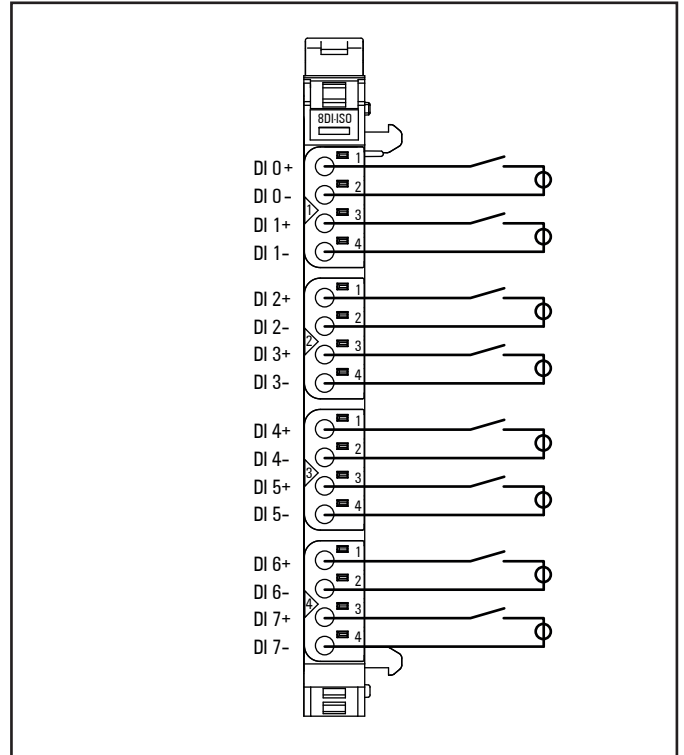 8DI-ISO
DI 0+ 1
DI 0- 2
1
DI 1+ 3
DI 1- 4
DI 2+ 1
DI 2- 2
2
DI 3+ 3
DI 3- 4
DI 4+ 1
DI 4- 2
3
DI 5+ 3
DI 5- 4
DI 6+ 1
DI 6- 2
4
DI 7+ 3
DI 7- 4